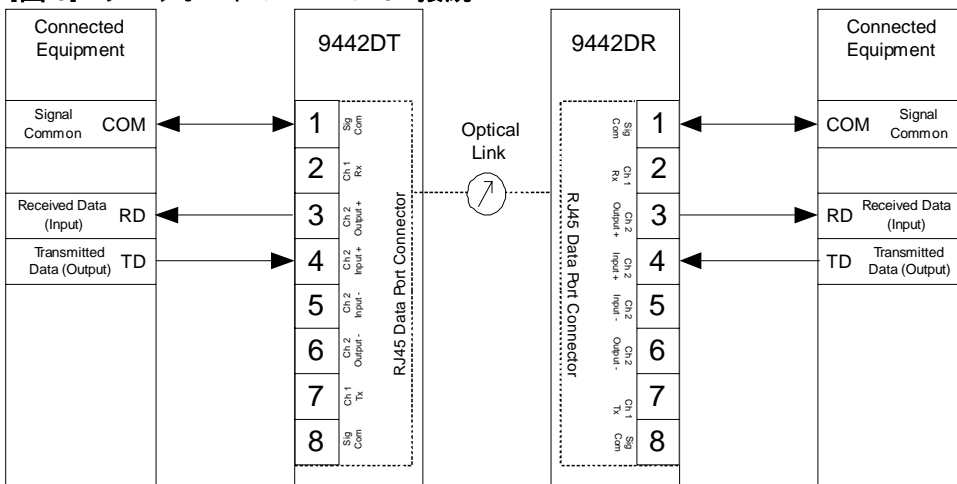 Connected
Equipment
9442DT
9442DR
Connected
Equipment
Signal
Common
COM
1
Sig
Com
Optical
Link
Sig
Com
1
COM
Signal
Common
2
Ch 1
Rx
Ch 1
Rx
2
Received Data
(Input)
RD
3
Ch 2
Output +
Ch 2
Output +
3
RD
Received Data
(Input)
Transmitted
Data (Output)
TD
4
Ch 2
Input +
Ch 2
Input +
4
TD
Transmitted
Data (Output)
5
Ch 2
Input -
Ch 2
Input -
5
6
Ch 2
Output -
Ch 2
Output -
6
7
Ch 1
Tx
Ch 1
Tx
7
8
Sig
Com
Sig
Com
8
RJ45 Data Port Connector
RJ45 Data Port Connector